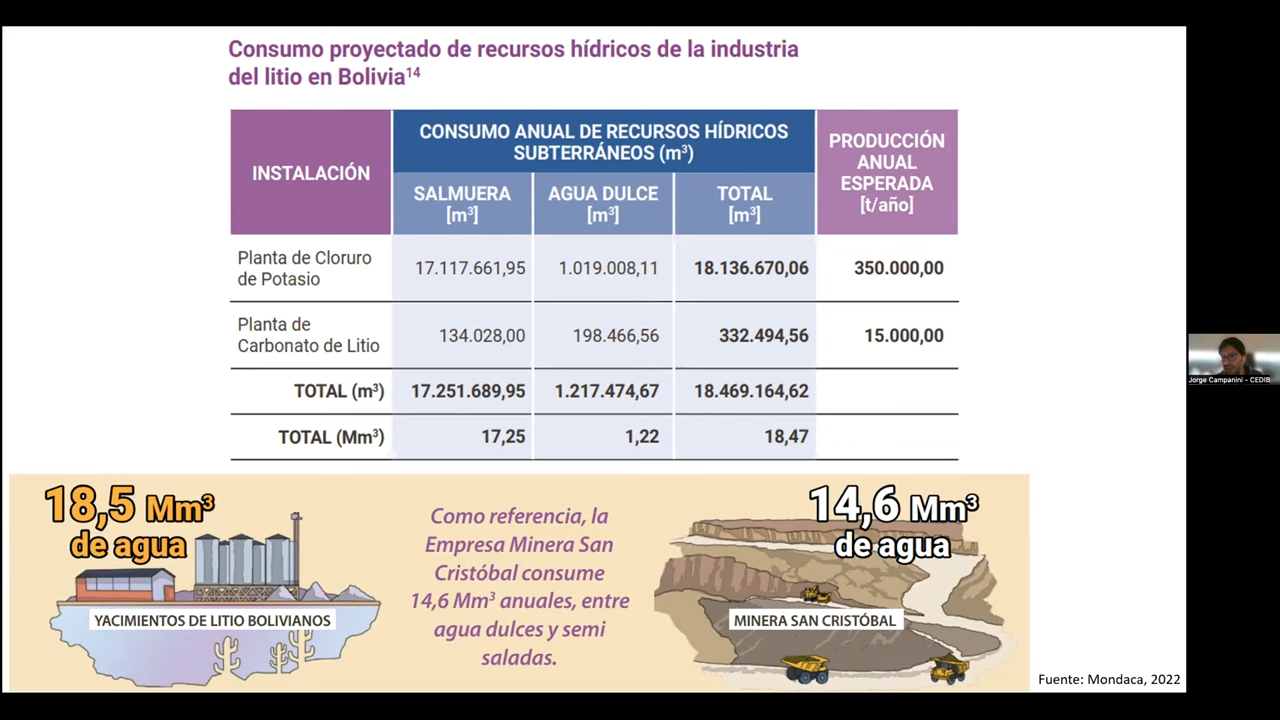 Consumo proyectado de recursos hídricos de la industria
del litio en Bolivia¹⁴
INSTALACIÓN
CONSUMO ANUAL DE RECURSOS HÍDRICOS
SUBTERRÁNEOS (m³)
PRODUCCIÓN
ANUAL
ESPERADA
[t/año]
SALMUERA
[m³]
AGUA DULCE
[m³]
TOTAL
[m³]
Planta de Cloruro
de Potasio
17.117.661,95
1.019.008,11
18.136.670,06
350.000,00
Planta de
Carbonato de Litio
134.028,00
198.466,56
332.494,56
15.000,00
TOTAL (m³)
17.251.689,95
1.217.474,67
18.469.164,62
TOTAL (Mm³)
17,25
1,22
18,47
18,5 Mm³
de agua
YACIMIENTOS DE LITIO BOLIVIANOS
Como referencia, la
Empresa Minera San
Cristóbal consume
14,6 Mm³ anuales, entre
agua dulces y semi
saladas.
14,6 Mm³
de agua
MINERA SAN CRISTÓBAL
Fuente: Mondaca, 2022
Jorge Campanini - CEDIB